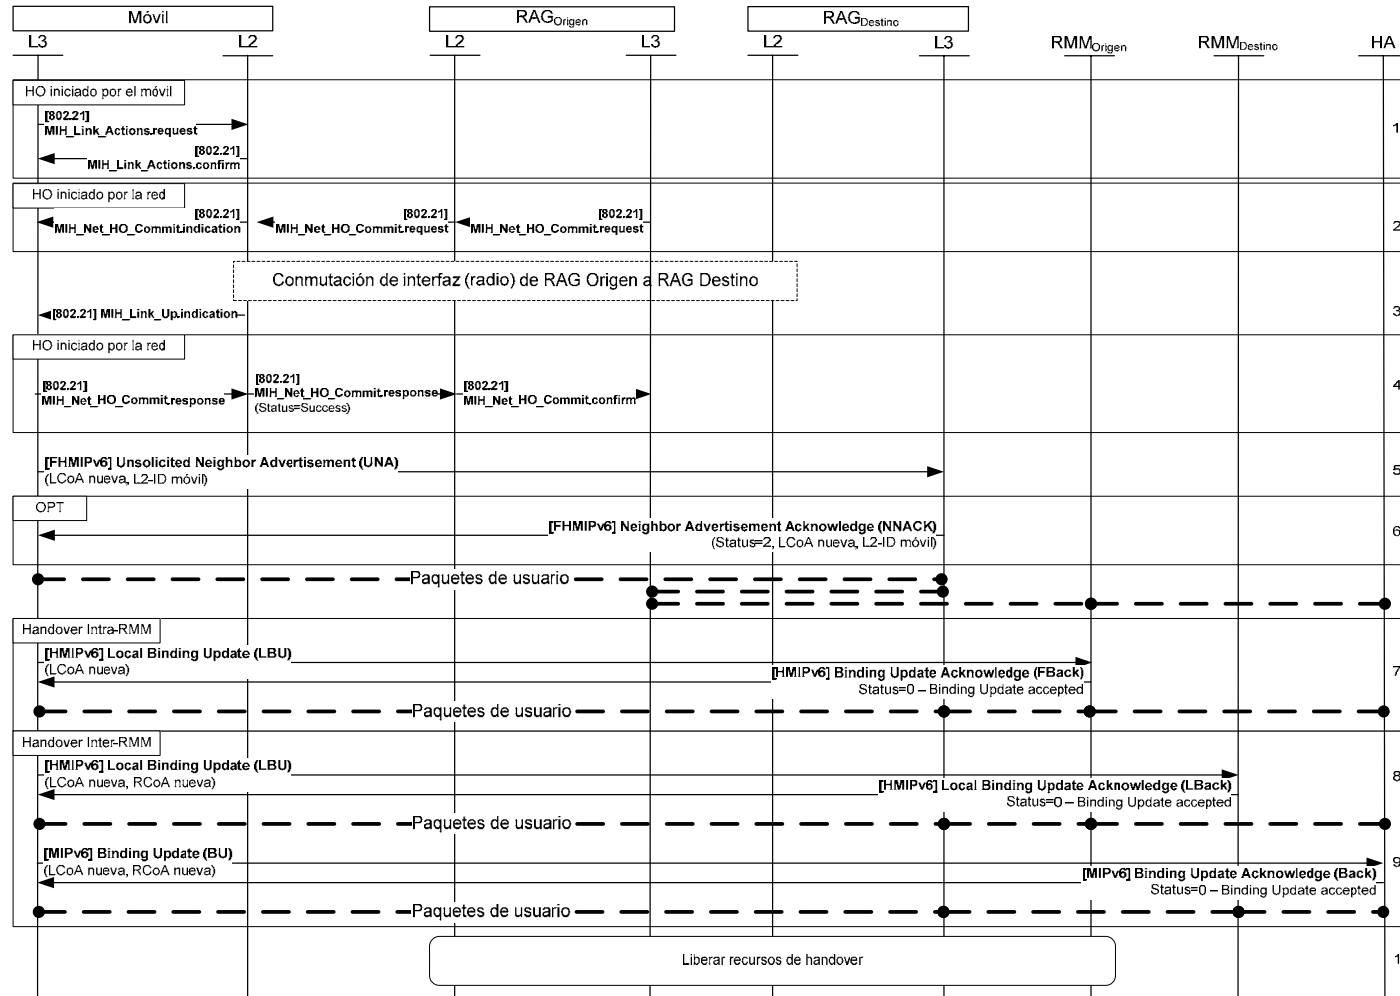 Móvil
RAGOrigen
RAGDestino
L3
L2
L2
L3
L2
L3
RMMOrigen
RMMDestino
HA
HO iniciado por el móvil
[802.21]
MIH_Link_Actions.request
[802.21]
MIH_Link_Actions.confirm
1
HO iniciado por la red
[802.21]
MIH_Net_HO_Commit.indication
[802.21]
MIH_Net_HO_Commit.request
[802.21]
MIH_Net_HO_Commit.request
2
Conmutación de interfaz (radio) de RAG Origen a RAG Destino
[802.21] MIH_Link_Up.indication
3
HO iniciado por la red
[802.21]
MIH_Net_HO_Commit.response
[802.21]
MIH_Net_HO_Commit.response
(Status=Success)
[802.21]
MIH_Net_HO_Commit.confirm
4
[FHMIPv6] Unsolicited Neighbor Advertisement (UNA)
(LCoA nueva, L2-ID móvil)
5
OPT
[FHMIPv6] Neighbor Advertisement Acknowledge (NNACK)
(Status=2, LCoA nueva, L2-ID móvil)
6
Paquetes de usuario
Handover Intra-RMM
[HMIPv6] Local Binding Update (LBU)
(LCoA nueva)
[HMIPv6] Binding Update Acknowledge (FBack)
Status=0 – Binding Update accepted
7
Paquetes de usuario
Handover Inter-RMM
[HMIPv6] Local Binding Update (LBU)
(LCoA nueva, RCoA nueva)
[HMIPv6] Local Binding Update Acknowledge (LBack)
Status=0 – Binding Update accepted
8
Paquetes de usuario
[MIPv6] Binding Update (BU)
(LCoA nueva, RCoA nueva)
[MIPv6] Binding Update Acknowledge (Back)
Status=0 – Binding Update accepted
9
Paquetes de usuario
Liberar recursos de handover
1